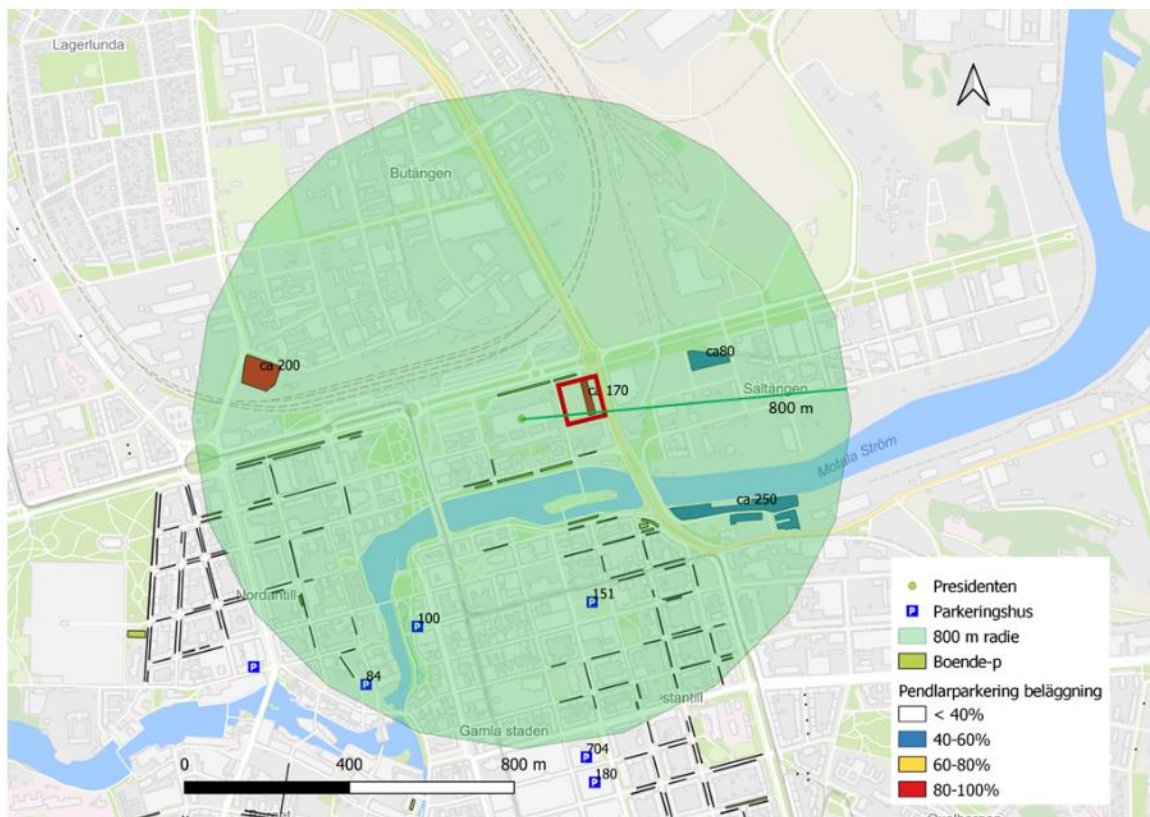 Lagerlunda
Butängen
ca 200
ca80
ca 170
Saltängen
800 m
Motala Ström
ca 250
Nordantill
151
100
84
stantill
Gamla staden
704
180
0
400
800 m
Presidenten
Parkeringshus
800 m radie
Boende-p
Pendlarparkering beläggning
< 40%
40-60%
60-80%
80-100%